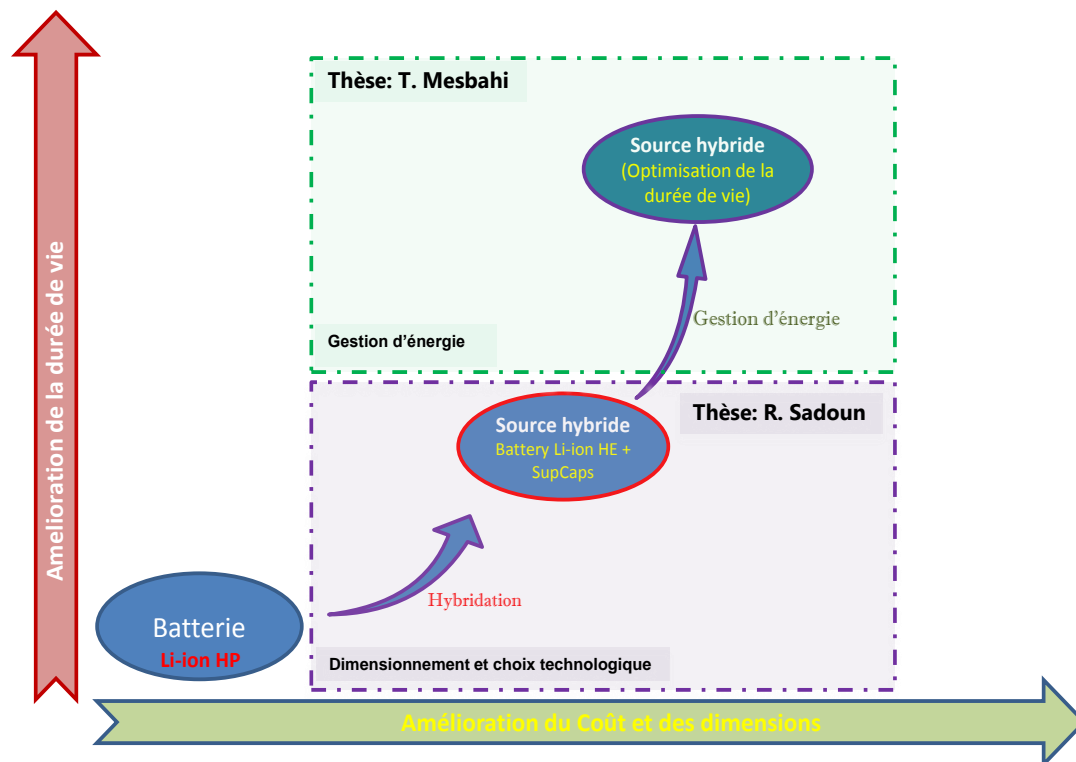 Amelioration de la durée de vie
Thèse: T. Mesbahi
Source hybride
(Optimisation de la
durée de vie)
Gestion d’énergie
Gestion d’énergie
Thèse: R. Sadoun
Source hybride
Battery Li-ion HE +
SupCaps
Hybridation
Batterie
Li-ion HP
Dimensionnement et choix technologique
Amélioration du Coût et des dimensions